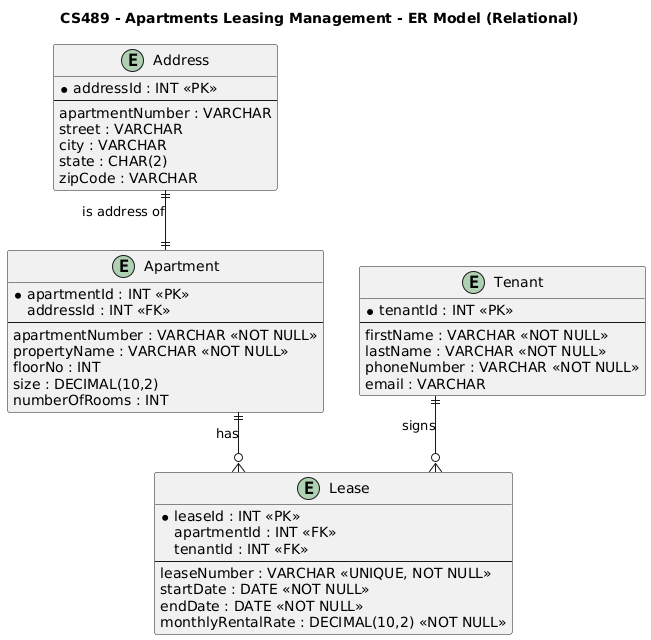 CS489 - Apartments Leasing Management - ER Model (Relational)
E Address
addressId : INT «PK»
apartmentNumber : VARCHAR
street : VARCHAR
city : VARCHAR
state : CHAR(2)
zipCode : VARCHAR
is address of
E Apartment
apartmentId : INT «PK»
addressId : INT «FK»
apartmentNumber : VARCHAR «NOT NULL»
propertyName : VARCHAR «NOT NULL»
floorNo : INT
size : DECIMAL(10,2)
numberOfRooms : INT
E Tenant
tenantId : INT «PK»
firstName : VARCHAR «NOT NULL»
lastName : VARCHAR «NOT NULL»
phoneNumber : VARCHAR «NOT NULL»
email : VARCHAR
has
signs
E Lease
leaseId : INT «PK»
apartmentId : INT «FK»
tenantId : INT «FK»
leaseNumber : VARCHAR «UNIQUE, NOT NULL»
startDate : DATE «NOT NULL»
endDate : DATE «NOT NULL»
monthlyRentalRate : DECIMAL(10,2) «NOT NULL»